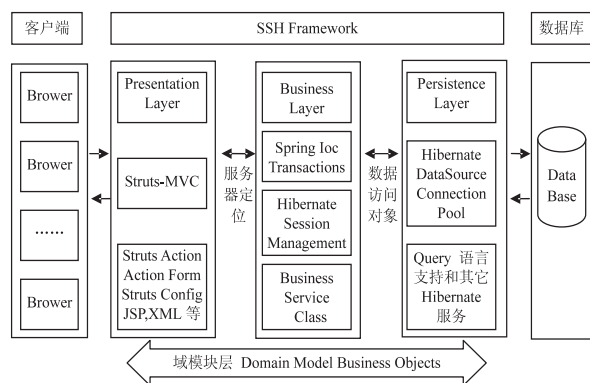 客户端
SSH Framework
数据库
Brower
Brower
……
Brower
Presentation
Layer
Struts-MVC
Struts Action
Action Form
Struts Config
JSP,XML 等
服务
器定
位
Business
Layer
Spring Ioc
Transactions
Hibernate
Session
Management
Business
Service
Class
数据
访问
对象
Persistence
Layer
Hibernate
DataSource
Connection
Pool
Query 语言
支持和其它
Hibernate
服务
Data
Base
域模块层 Domain Model Business Objects